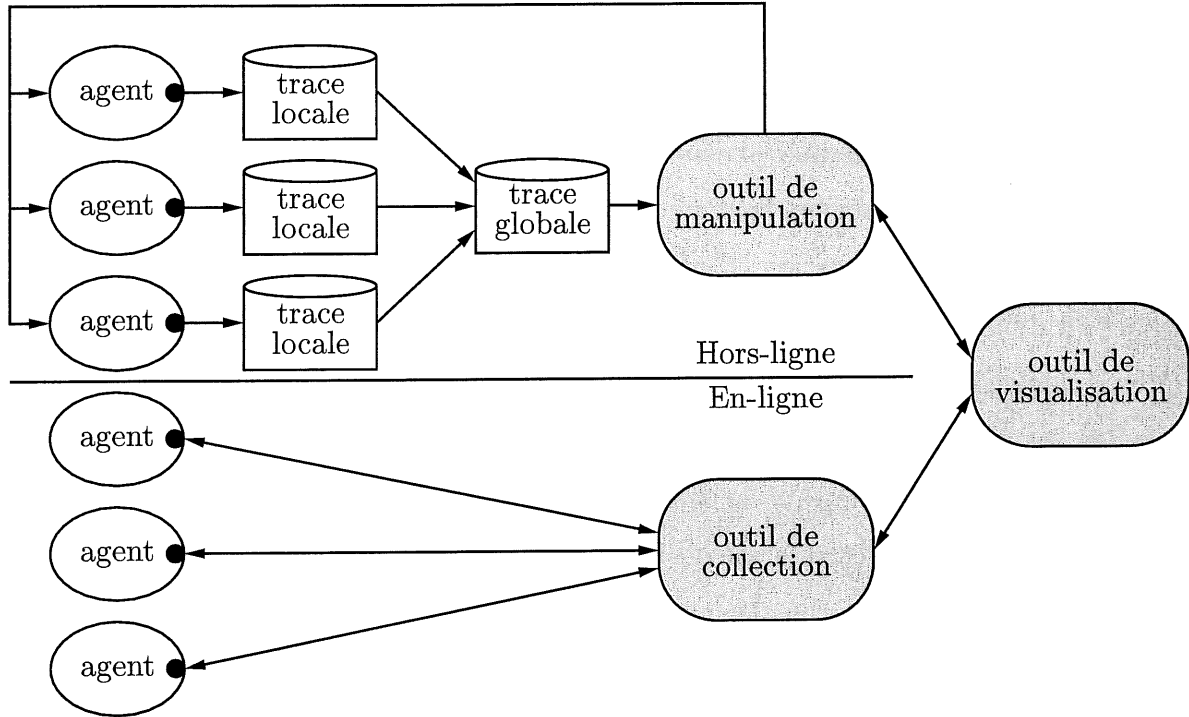 agent
trace
locale
agent
trace
locale
agent
trace
locale
trace
globale
outil de
manipulation
Hors-ligne
En-ligne
outil de
visualisation
agent
agent
agent
outil de
collection